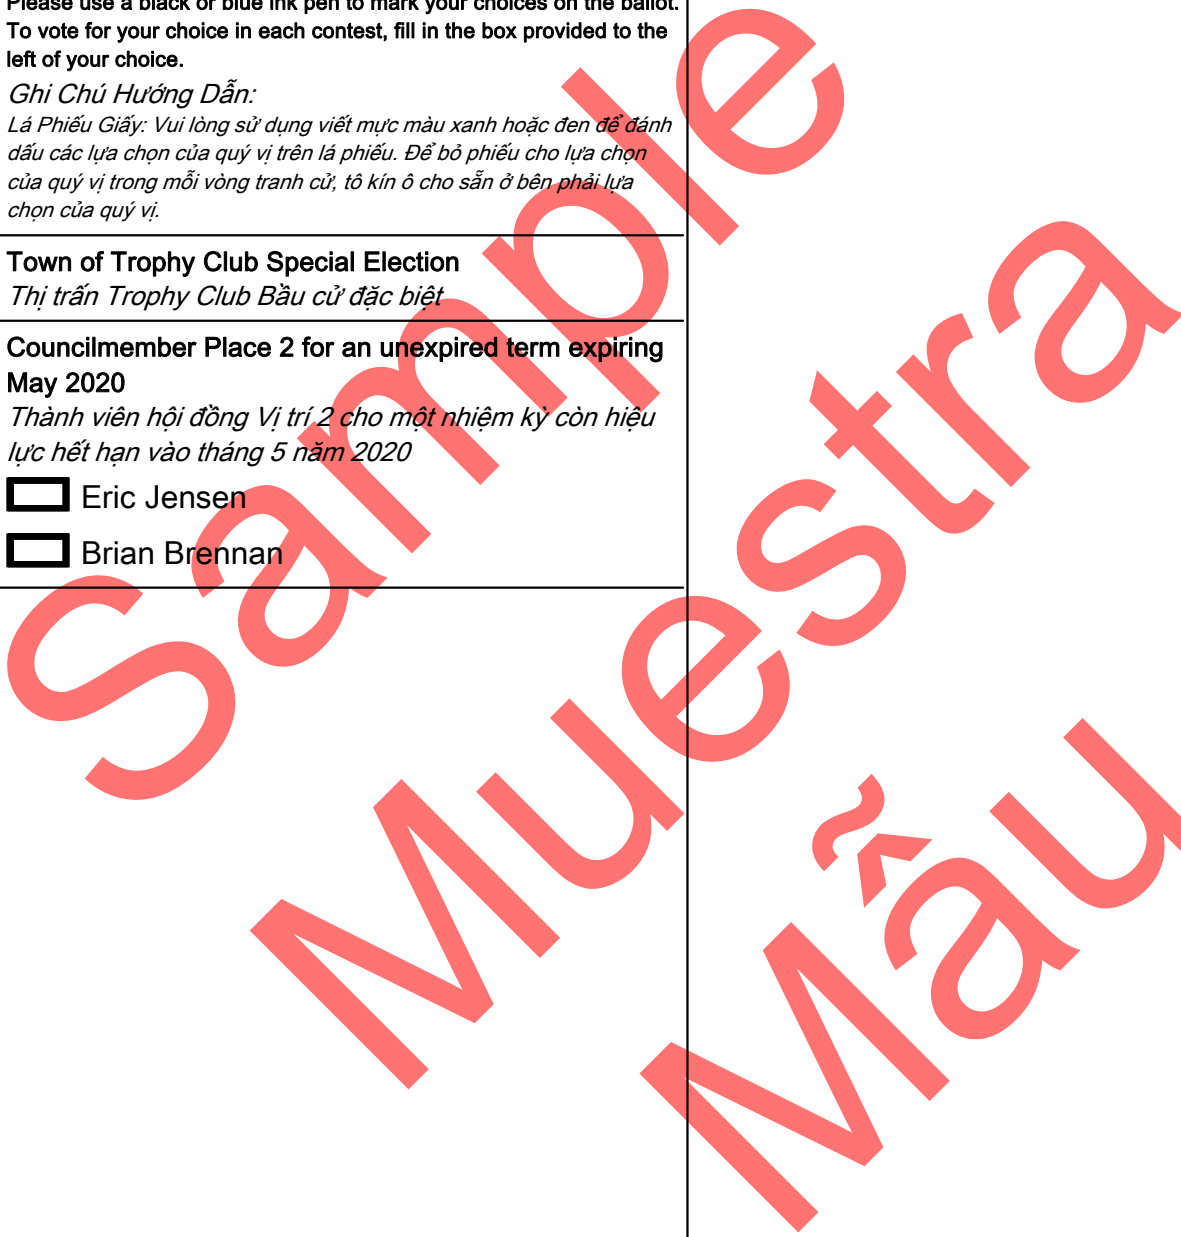 Please use a black or blue ink pen to mark your choices on the ballot.
To vote for your choice in each contest, fill in the box provided to the
left of your choice.
Ghi Chú Hướng Dẫn:
Lá Phiếu Giấy: Vui lòng sử dụng viết mực màu xanh hoặc đen để đánh
dấu các lựa chọn của quý vị trên lá phiếu. Để bỏ phiếu cho lựa chọn
của quý vị trong mỗi vòng tranh cử, tô kín ô cho sẵn ở bên phải lựa
chọn của quý vị.
Town of Trophy Club Special Election
Thị trấn Trophy Club Bầu cử đặc biệt
Councilmember Place 2 for an unexpired term expiring
May 2020
Thành viên hội đồng Vị trí 2 cho một nhiệm kỳ còn hiệu
lực hết hạn vào tháng 5 năm 2020
Eric Jensen
Brian Brennan
Sample
Muestra
Mẫu